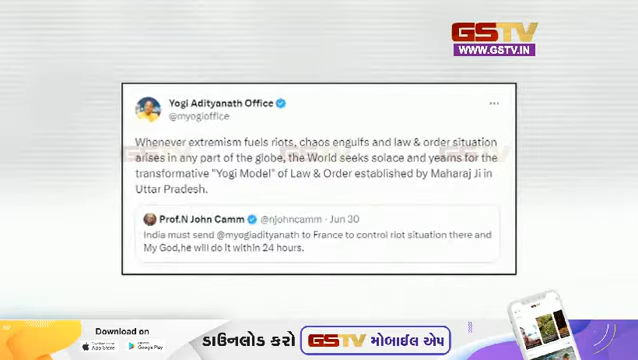 GSTV
WWW.GSTV.IN
Yogi Adityanath Office
@myogioffice
Whenever extremism fuels riots, chaos engulfs and law & order situation
arises in any part of the globe, the World seeks solace and yearns for the
transformative "Yogi Model" of Law & Order established by Maharaj Ji in
Uttar Pradesh.
Prof.N John Camm @njohncamm · Jun 30
India must send @myogiadityanath to France to control riot situation there and
My God,he will do it within 24 hours.
Download on
App Store Google Play
ડાઉનલોડ કરો GSTV મોબાઈલ એપ